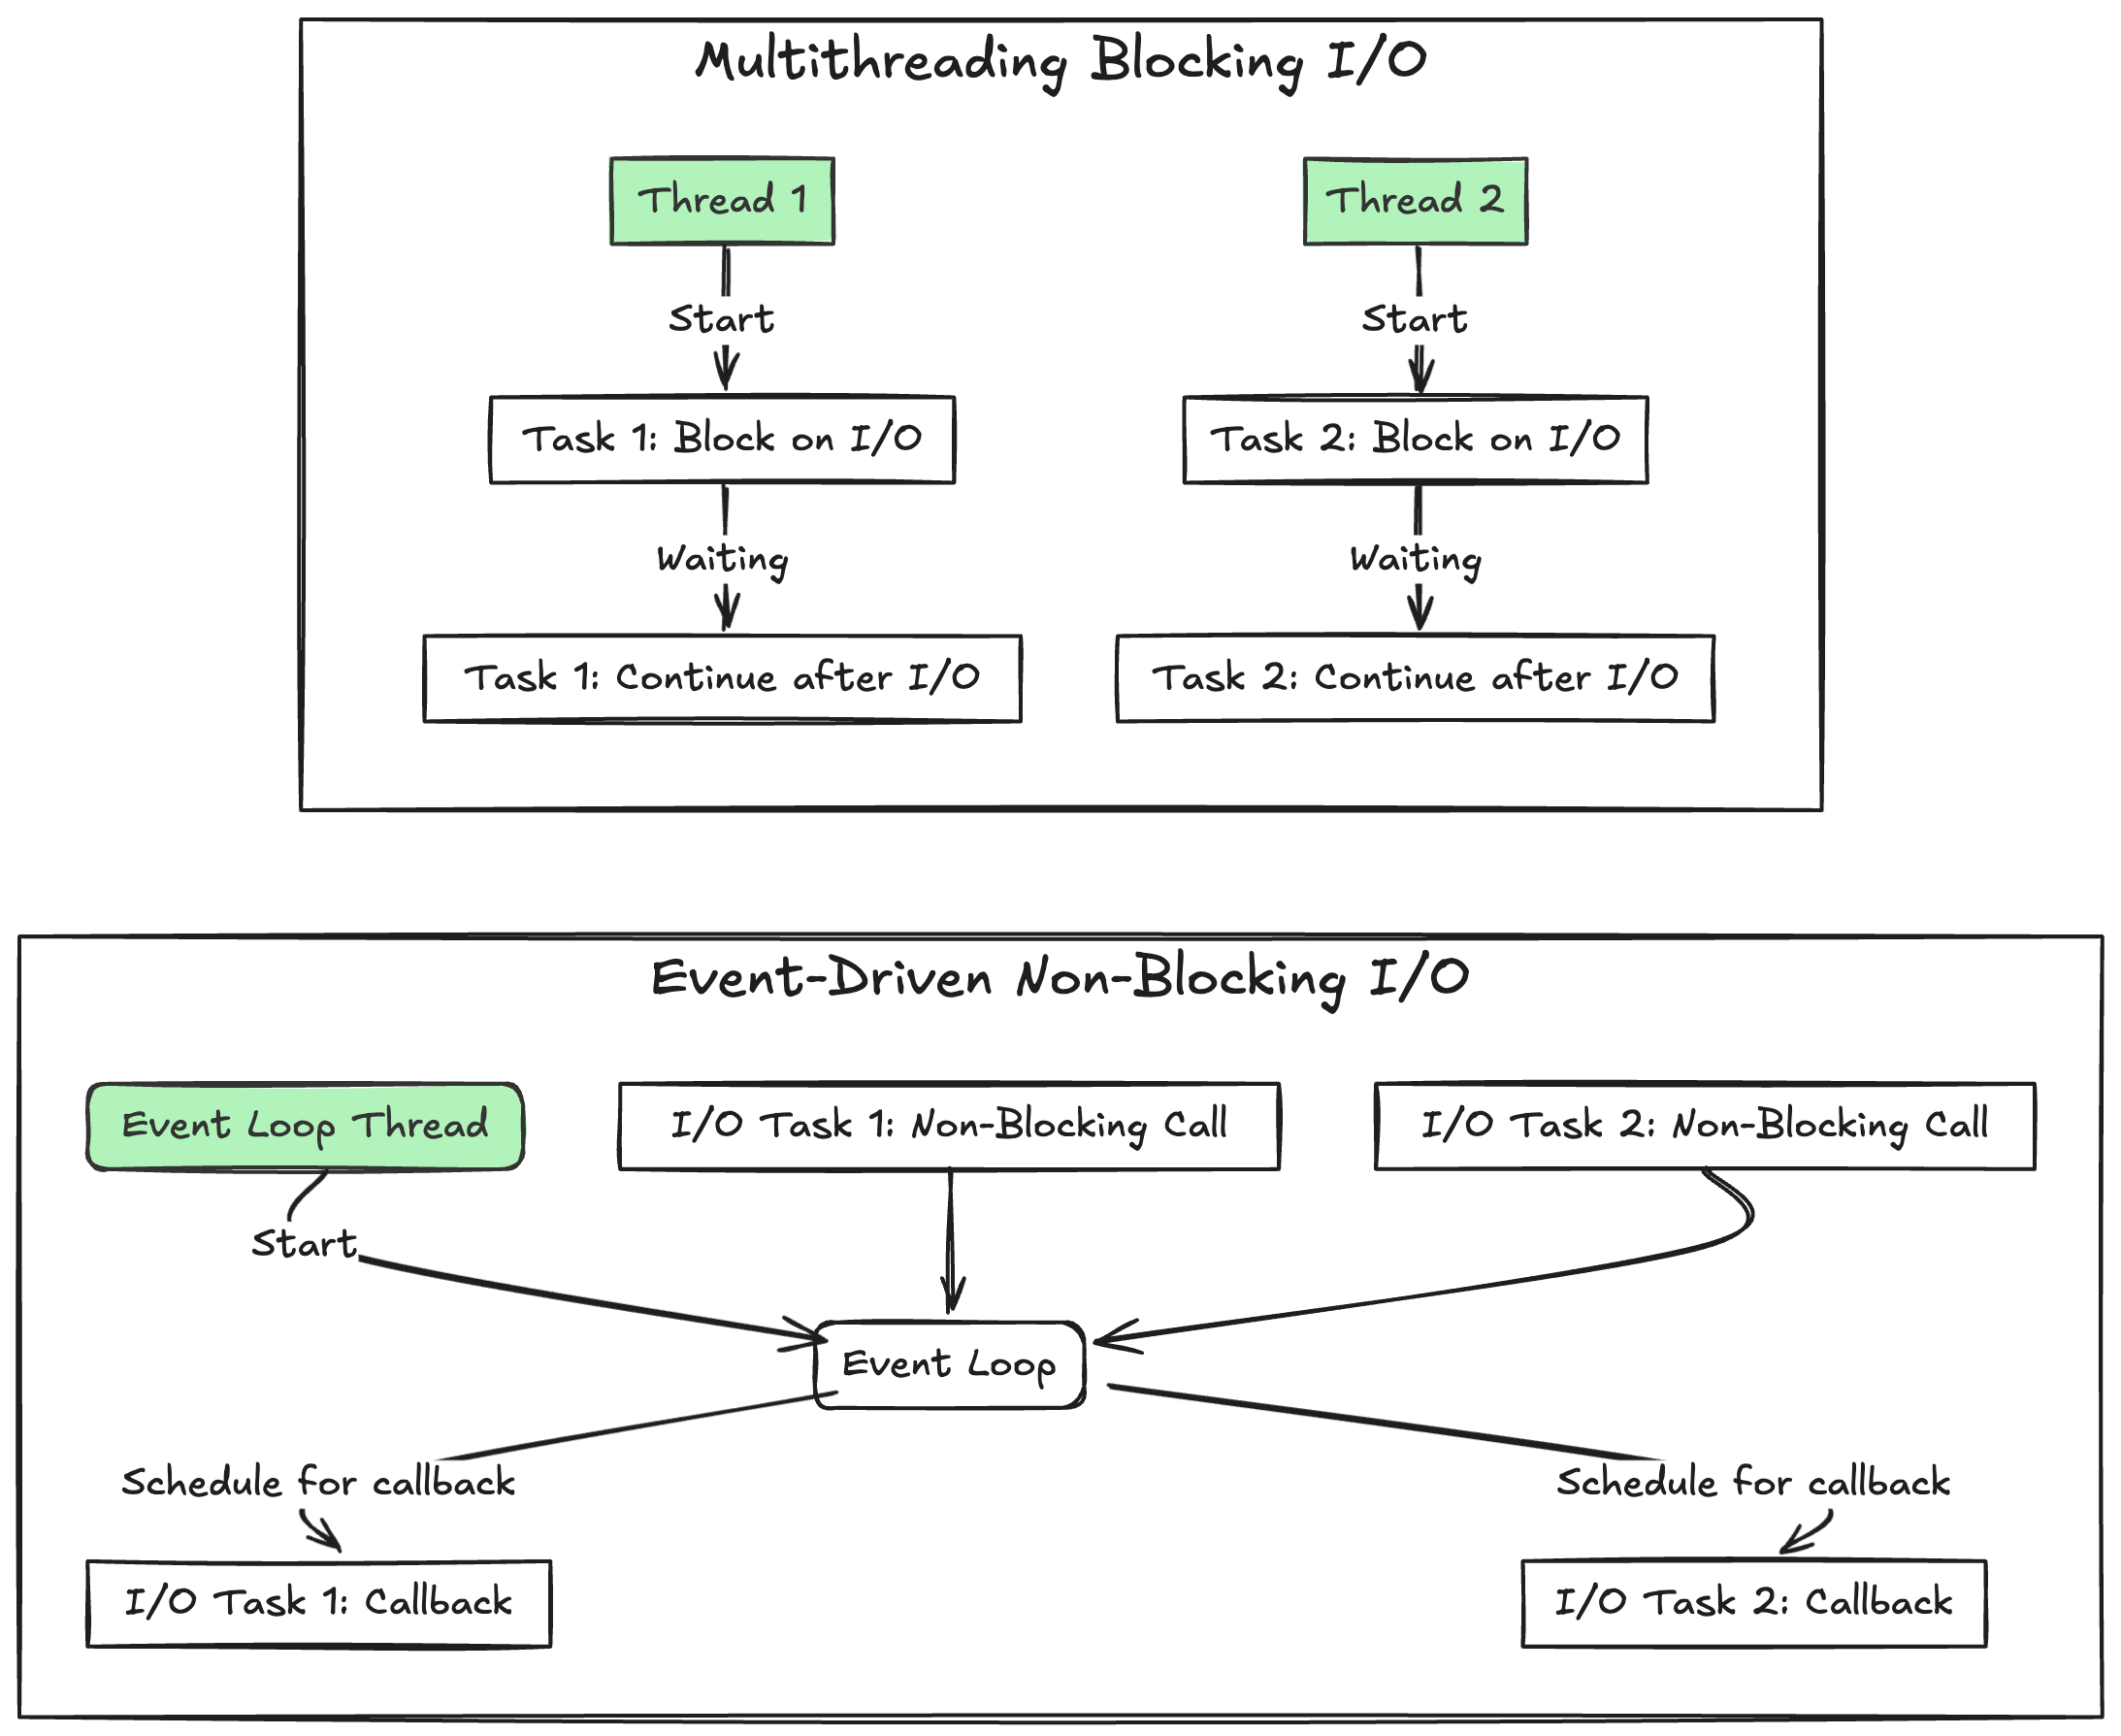 Multithreading Blocking I/O
Thread 1
Thread 2
Start
Start
Task 1: Block on I/O
Task 2: Block on I/O
Waiting
Waiting
Task 1: Continue after I/O
Task 2: Continue after I/O
Event-Driven Non-Blocking I/O
Event Loop Thread
I/O Task 1: Non-Blocking Call
I/O Task 2: Non-Blocking Call
Start
Event Loop
Schedule for callback
Schedule for callback
I/O Task 1: Callback
I/O Task 2: Callback